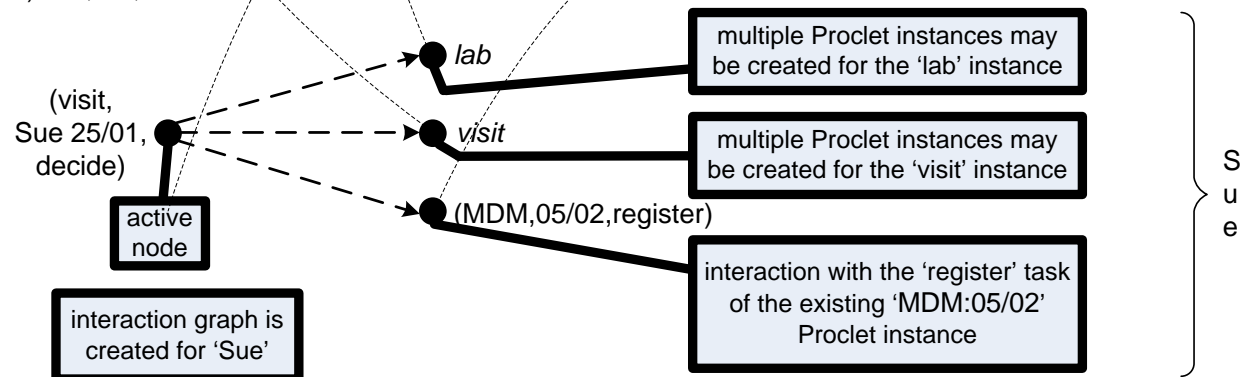 lab
multiple Proclet instances may
be created for the ‘lab’ instance
(visit,
Sue 25/01,
decide)
visit
multiple Proclet instances may
be created for the ‘visit’ instance
(MDM,05/02,register)
active
node
interaction with the ‘register’ task
of the existing ‘MDM:05/02’
Proclet instance
interaction graph is
created for ‘Sue’
S
u
e